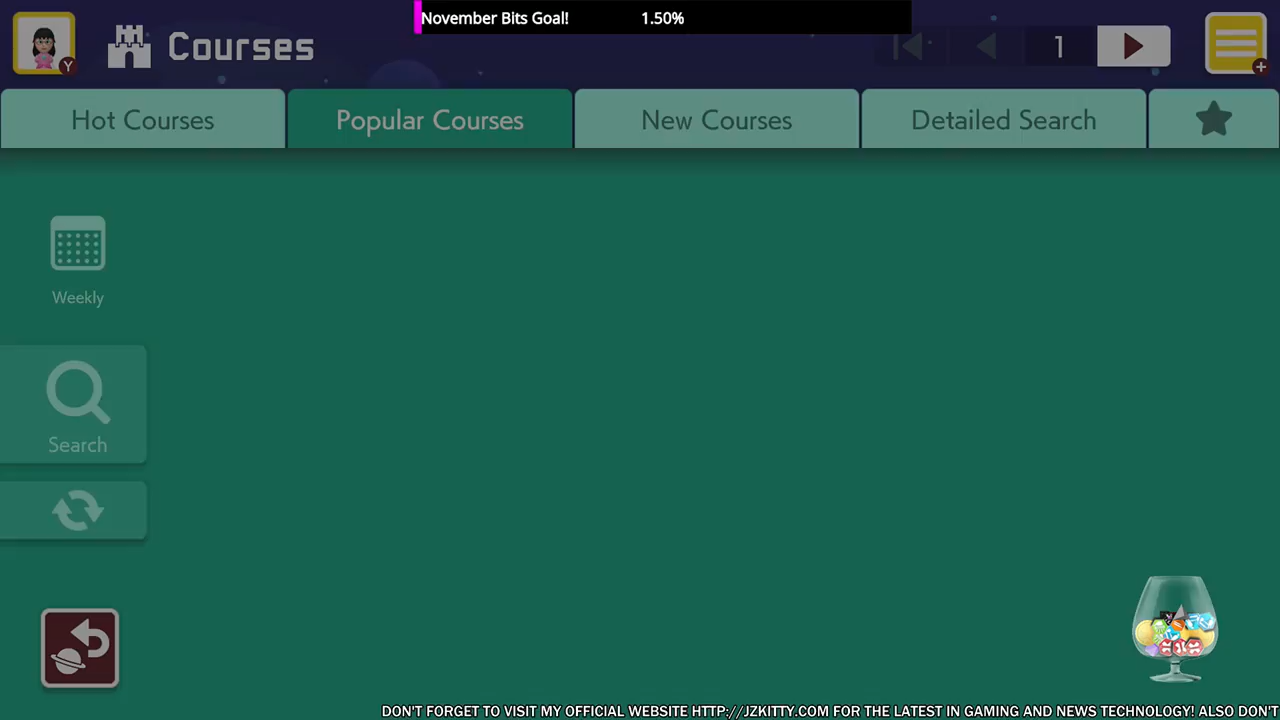 November Bits Goal! 1.50%
Y
Courses
1
+
Hot Courses
Popular Courses
New Courses
Detailed Search
Weekly
Search
DON'T FORGET TO VISIT MY OFFICIAL WEBSITE HTTP://JZKITTY.COM FOR THE LATEST IN GAMING AND NEWS TECHNOLOGY! ALSO DON'T